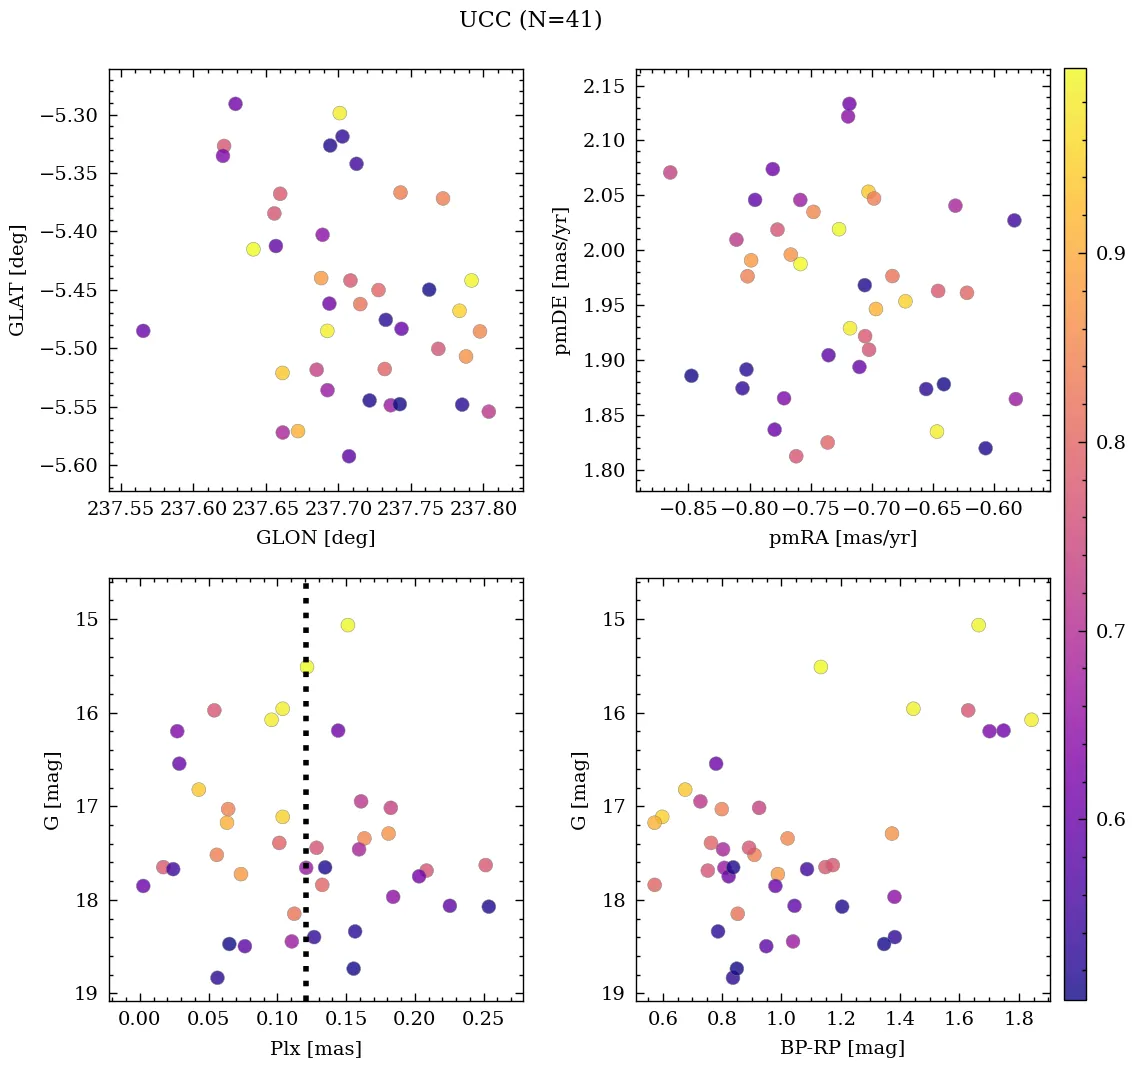 UCC (N=41)
−5.30
−5.35
−5.40
−5.45
−5.50
−5.55
−5.60
GLAT [deg]
237.55 237.60 237.65 237.70 237.75 237.80
GLON [deg]
2.15
2.10
2.05
2.00
1.95
1.90
1.85
1.80
pmDE [mas/yr]
−0.85 −0.80 −0.75 −0.70 −0.65 −0.60
pmRA [mas/yr]
15
16
17
18
19
G [mag]
0.00 0.05 0.10 0.15 0.20 0.25
Plx [mas]
15
16
17
18
19
G [mag]
0.6 0.8 1.0 1.2 1.4 1.6 1.8
BP-RP [mag]
0.9
0.8
0.7
0.6